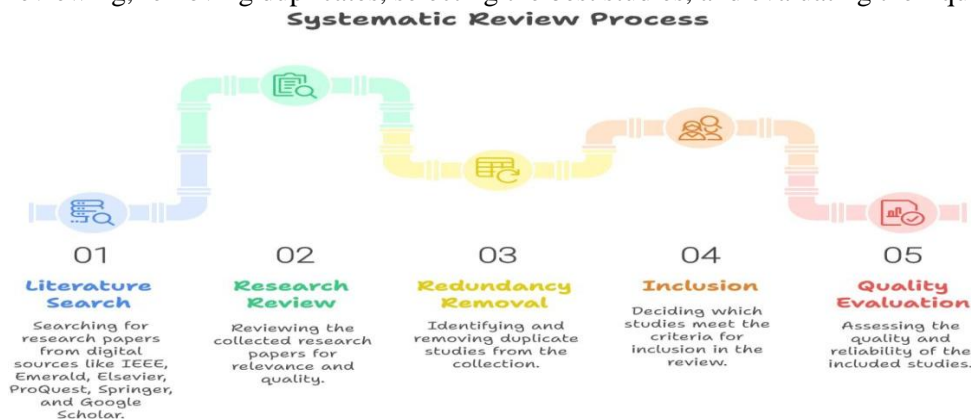 Systematic Review Process
01
Literature
Search
Searching for
research papers
from digital
sources like IEEE,
Emerald, Elsevier,
ProQuest, Springer,
and Google
Scholar.
02
Research
Review
Reviewing the
collected research
papers for
relevance and
quality.
03
Redundancy
Removal
Identifying and
removing duplicate
studies from the
collection.
04
Inclusion
Deciding which
studies meet the
criteria for
inclusion in the
review.
05
Quality
Evaluation
Assessing the
quality and
reliability of the
included studies.